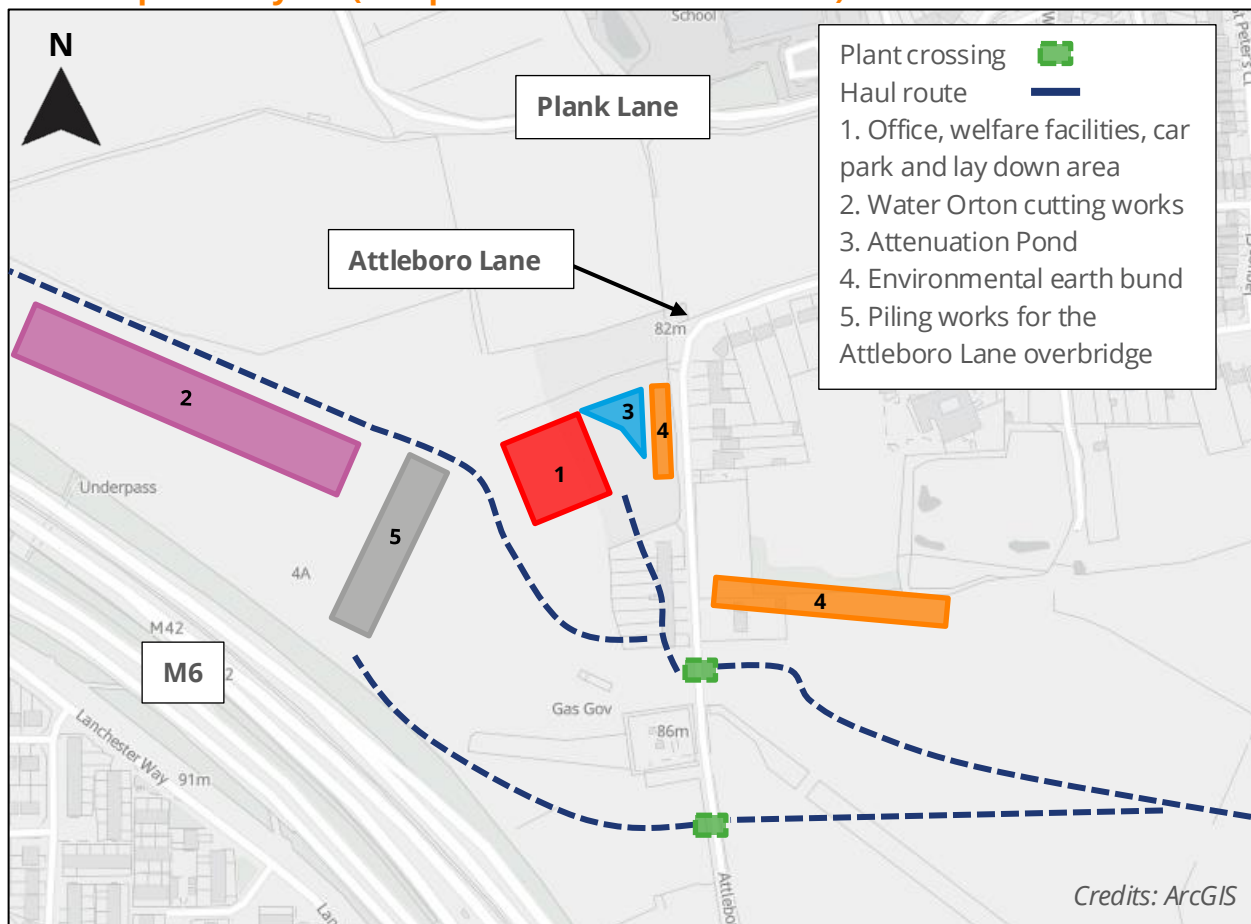 School
N
Plank Lane
Plant crossing
Haul route
1. Office, welfare facilities, car
park and lay down area
2. Water Orton cutting works
3. Attenuation Pond
4. Environmental earth bund
5. Piling works for the
Attleboro Lane overbridge
Attleboro Lane
82m
2
3
4
1
Underpass
5
4A
4
M42
M6
2
Gas Gov
86m
Lanchester Way
91m
Lan
Attlebo
Credits: ArcGIS